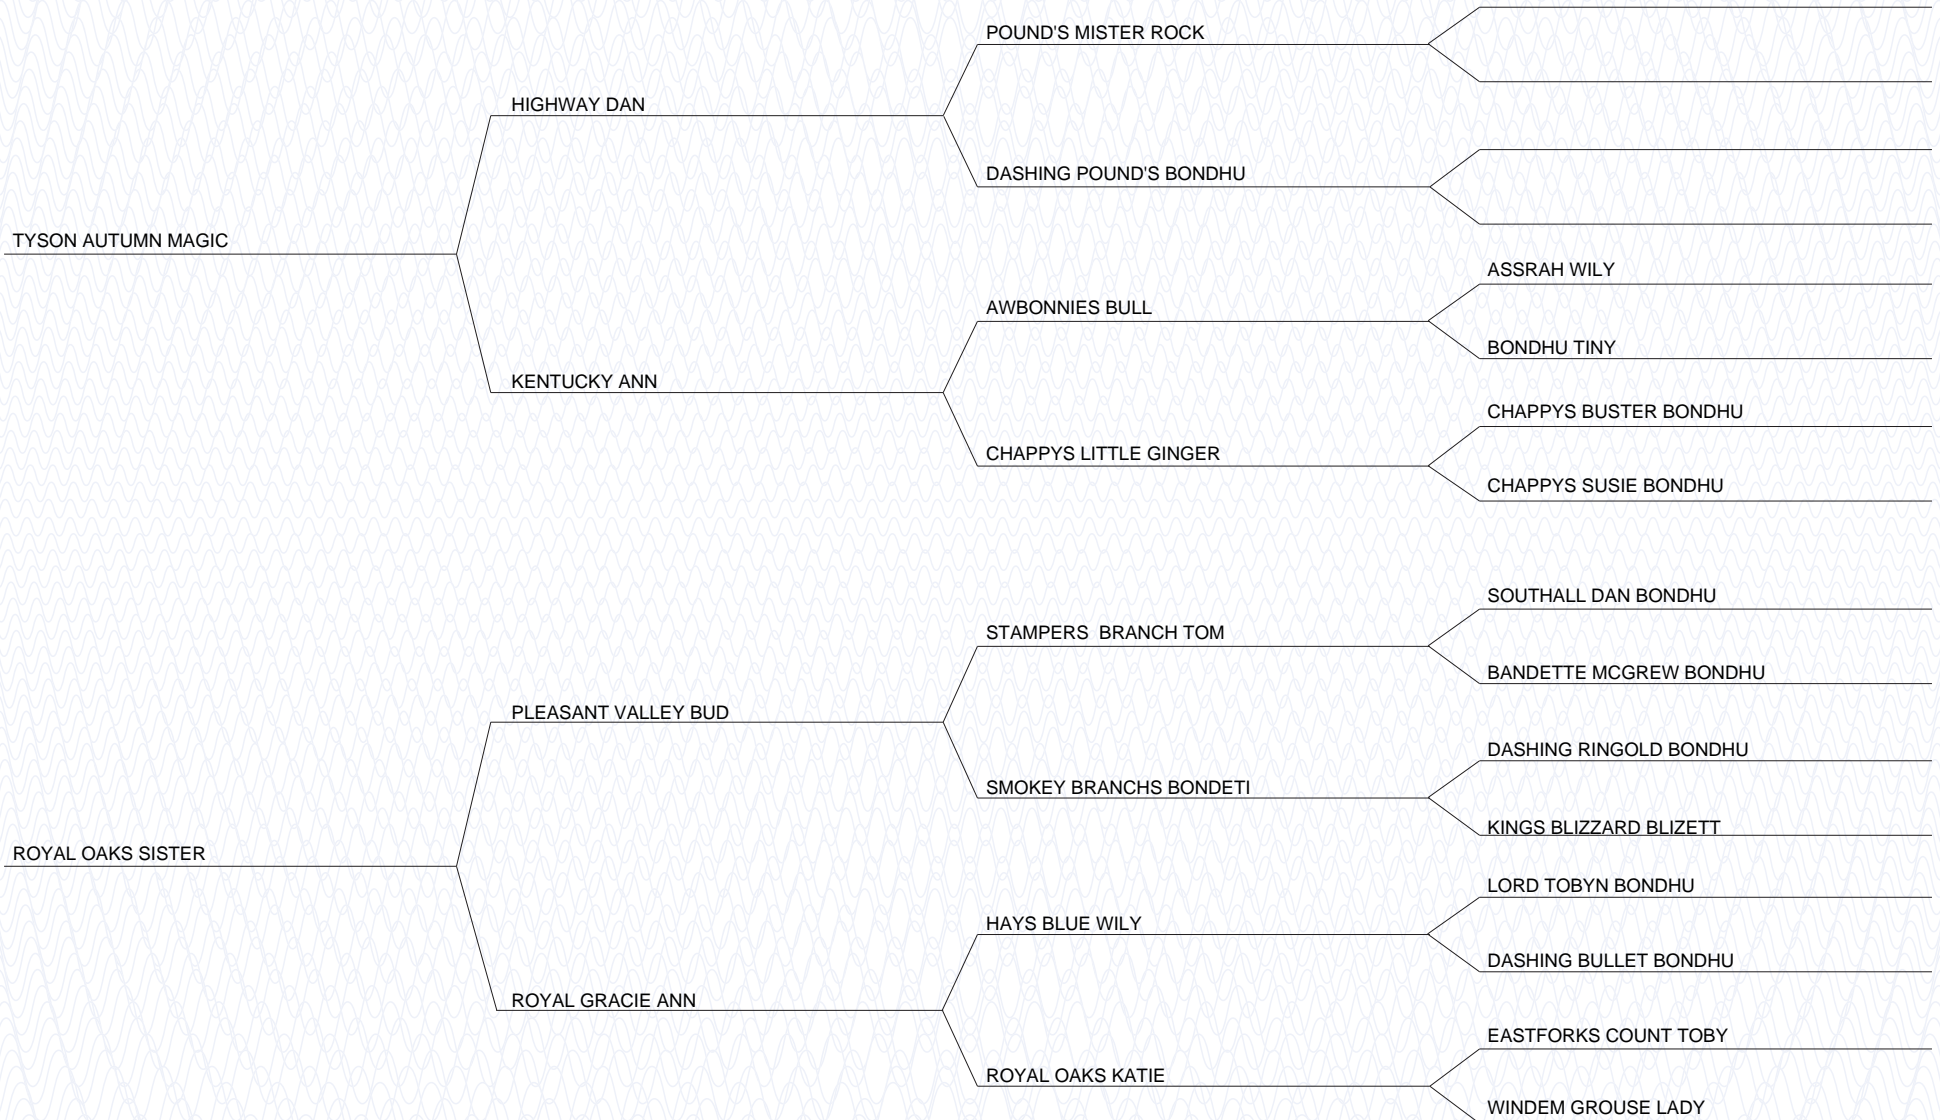 POUND'S MISTER ROCK
HIGHWAY DAN
DASHING POUND'S BONDHU
TYSON AUTUMN MAGIC
ASSRAH WILY
AWBONNIES BULL
BONDHU TINY
KENTUCKY ANN
CHAPPYS BUSTER BONDHU
CHAPPYS LITTLE GINGER
CHAPPYS SUSIE BONDHU
SOUTHALL DAN BONDHU
STAMPERS  BRANCH TOM
BANDETTE MCGREW BONDHU
PLEASANT VALLEY BUD
DASHING RINGOLD BONDHU
SMOKEY BRANCHS BONDETI
KINGS BLIZZARD BLIZETT
ROYAL OAKS SISTER
LORD TOBYN BONDHU
HAYS BLUE WILY
DASHING BULLET BONDHU
ROYAL GRACIE ANN
EASTFORKS COUNT TOBY
ROYAL OAKS KATIE
WINDEM GROUSE LADY